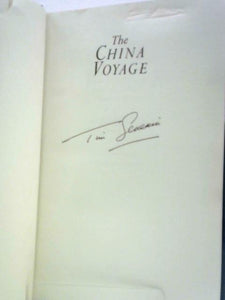 The
CHINA
VOYAGE
Tim Severin